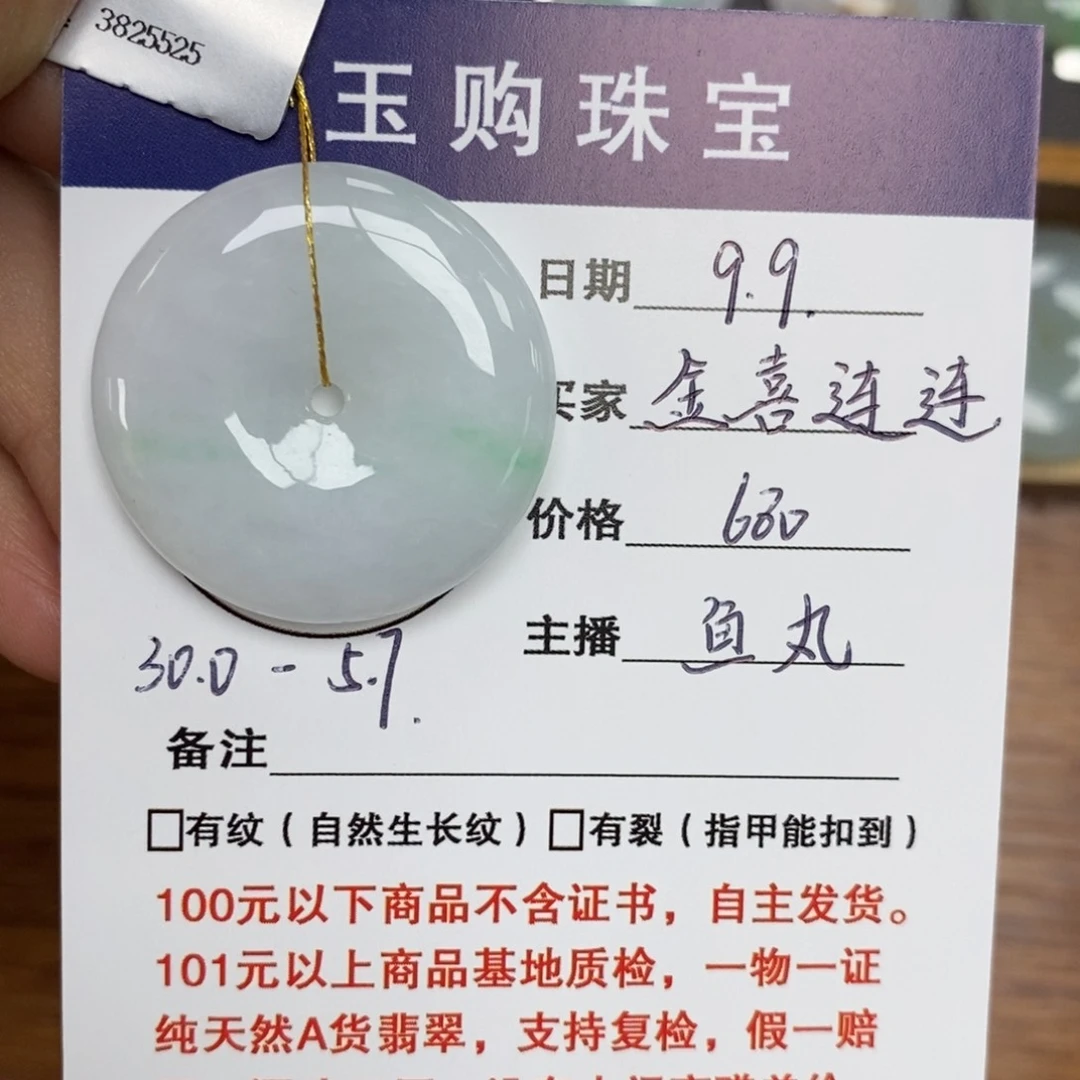 3825525
玉购珠宝
日期 9.9.
买家 金喜连连
价格 680
主播 鱼丸
30.0 - 5.7.
备注
□有纹（自然生长纹）□有裂（指甲能扣到）
100元以下商品不含证书，自主发货。
101元以上商品基地质检，一物一证
纯天然A货翡翠，支持复检，假一赔